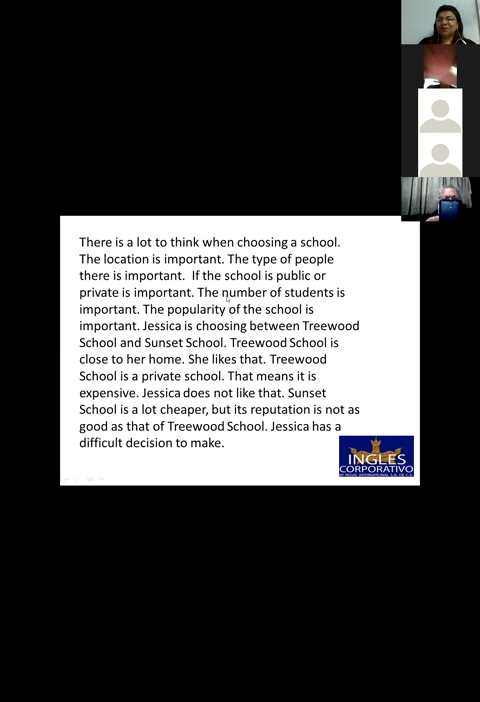 There is a lot to think when choosing a school.
The location is important. The type of people
there is important.  If the school is public or
private is important. The number of students is
important. The popularity of the school is
important. Jessica is choosing between Treewood
School and Sunset School. Treewood School is
close to her home. She likes that. Treewood
School is a private school. That means it is
expensive. Jessica does not like that. Sunset
School is a lot cheaper, but its reputation is not as
good as that of Treewood School. Jessica has a
difficult decision to make.
INGLES
CORPORATIVO